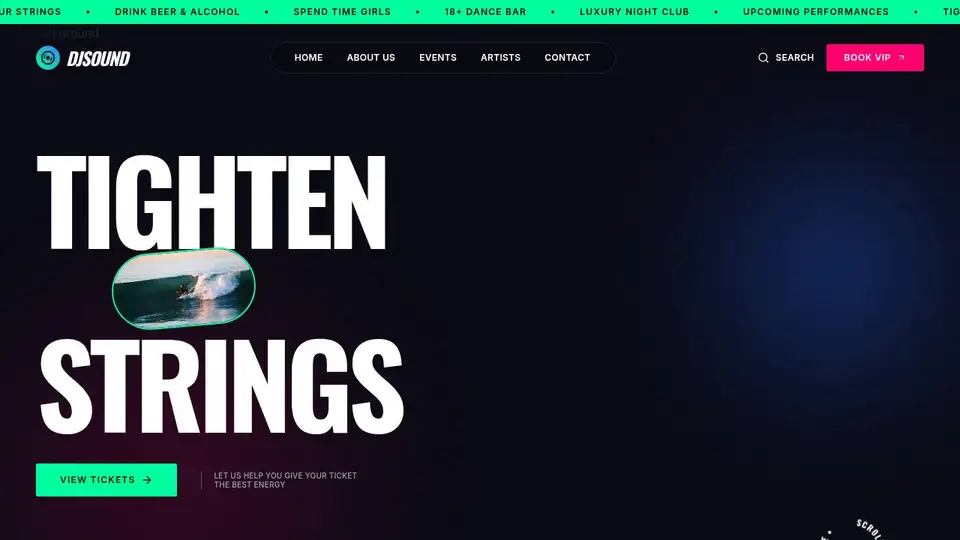 UR STRINGS • DRINK BEER & ALCOHOL • SPEND TIME GIRLS • 18+ DANCE BAR • LUXURY NIGHT CLUB • UPCOMING PERFORMANCES • TIG
ground
DJSOUND
HOME ABOUT US EVENTS ARTISTS CONTACT
SEARCH
BOOK VIP
TIGHTEN
STRINGS
VIEW TICKETS
LET US HELP YOU GIVE YOUR TICKET
THE BEST ENERGY
SCROL